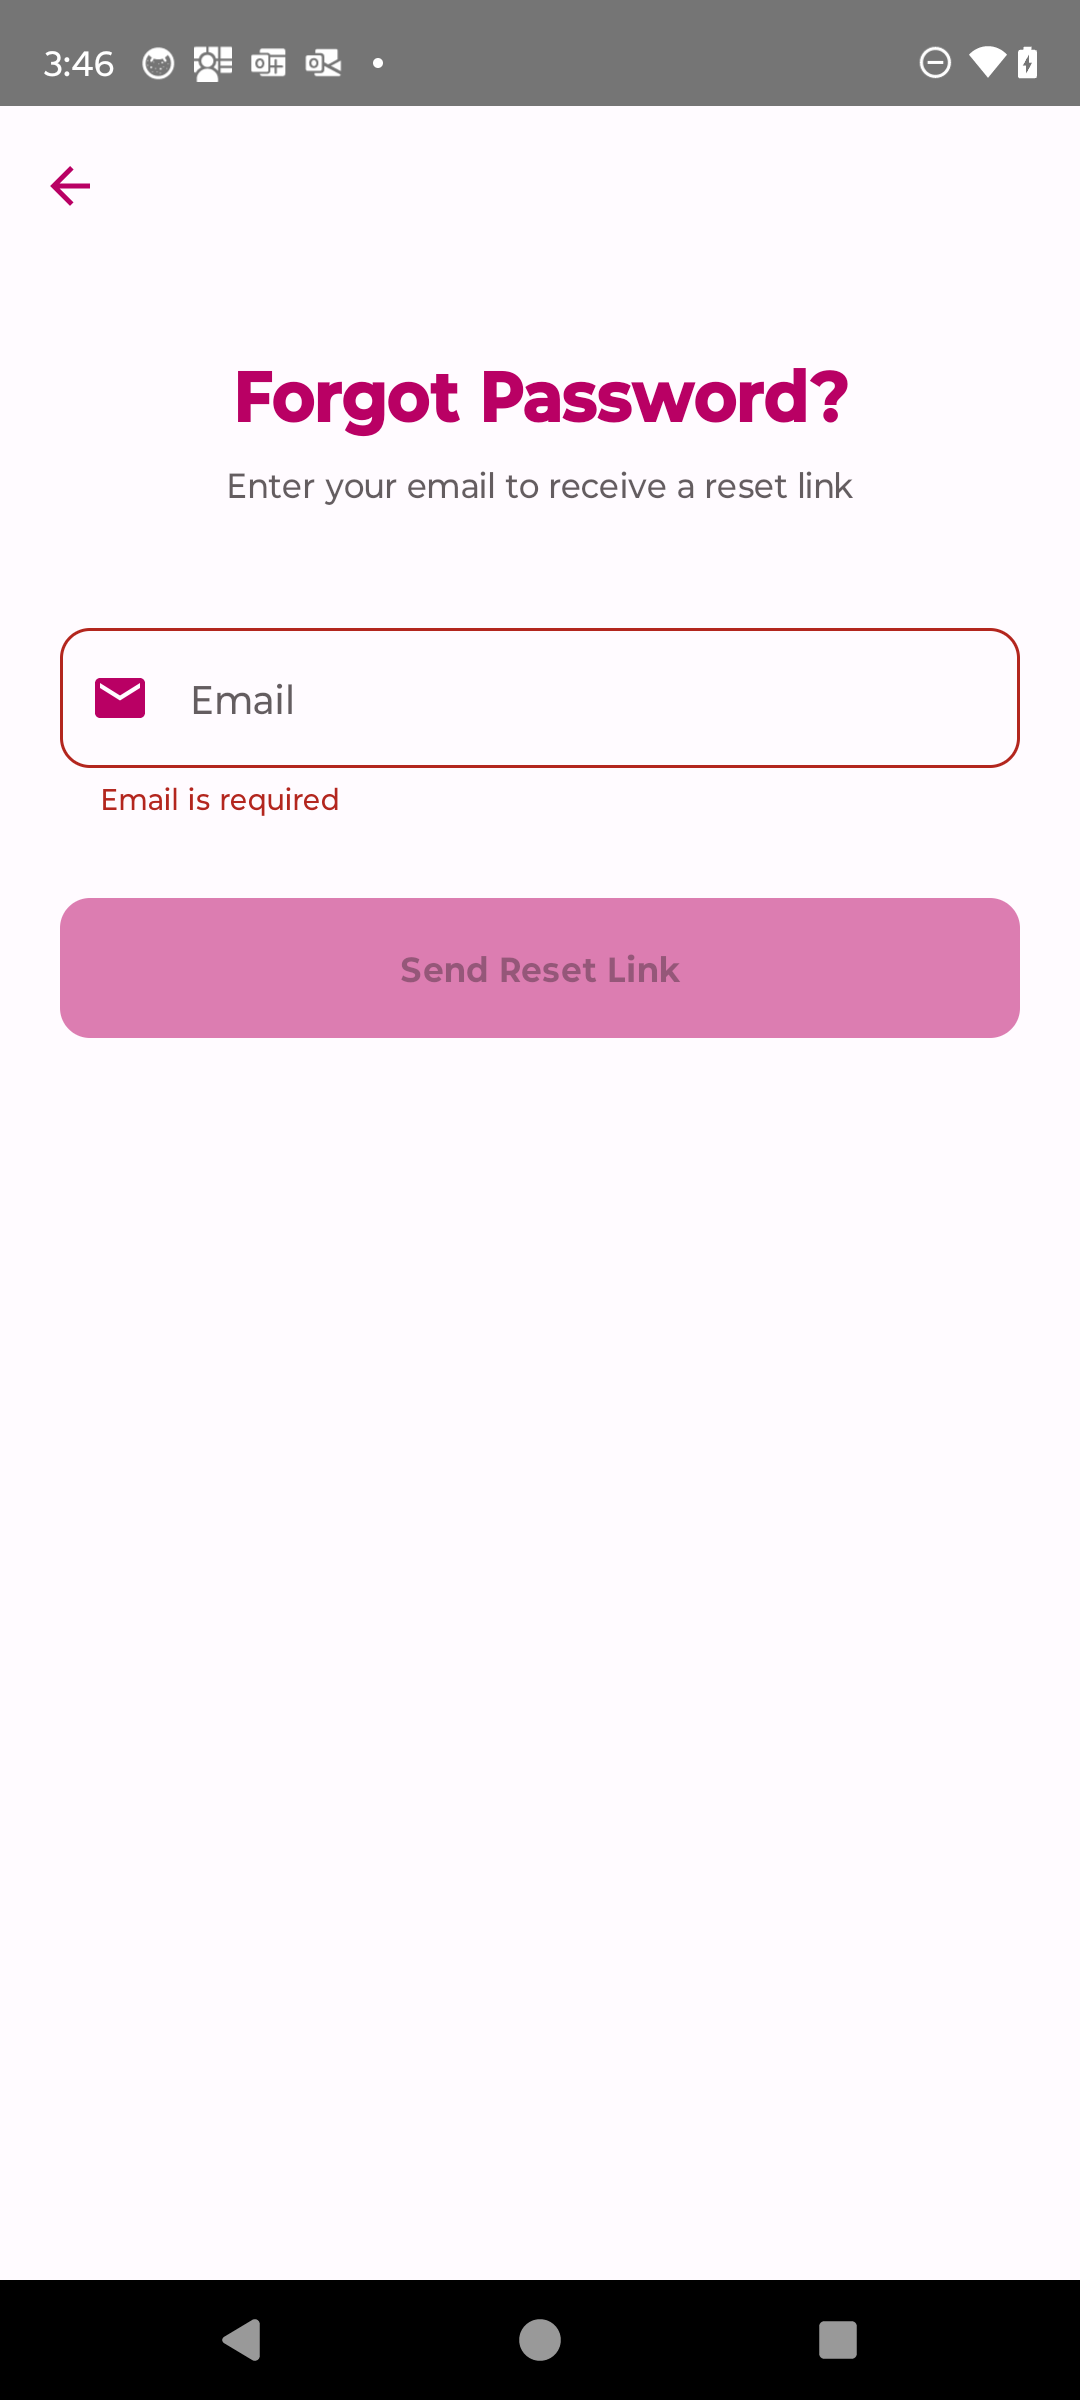 3:46
Forgot Password?
Enter your email to receive a reset link
Email
Email is required
Send Reset Link